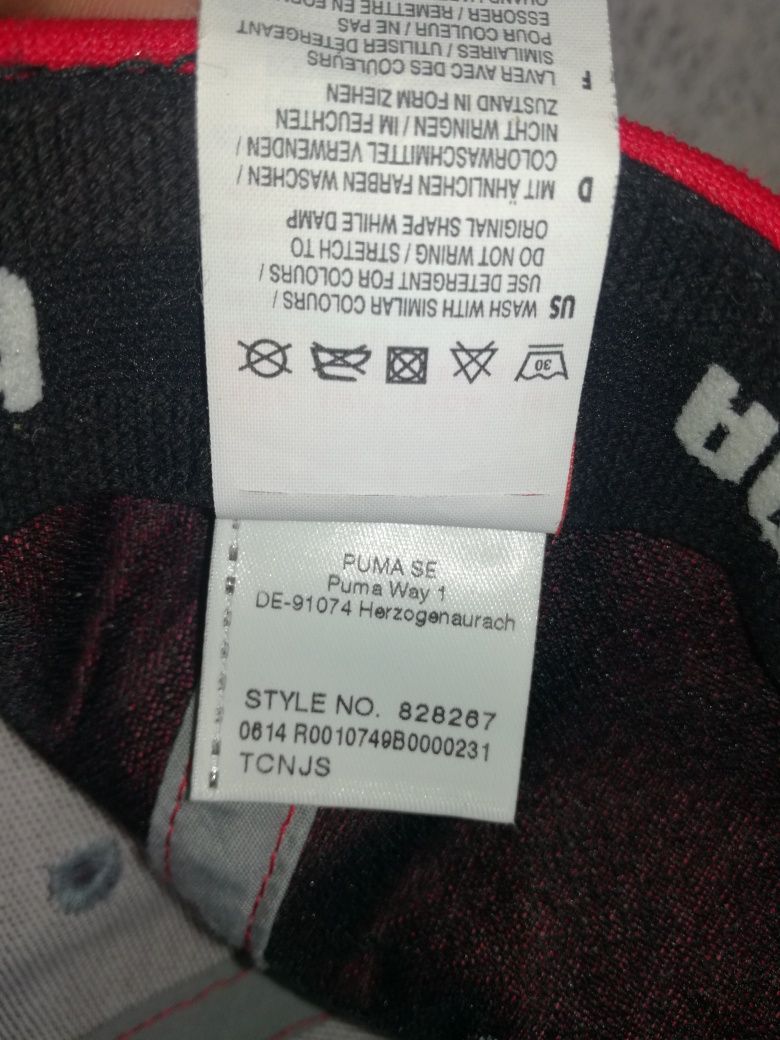 30
US WASH WITH SIMILAR COLOURS /
USE DETERGENT FOR COLOURS /
DO NOT WRING / STRETCH TO
ORIGINAL SHAPE WHILE DAMP
D MIT ÄHNLICHEN FARBEN WASCHEN /
COLORWASCHMITTEL VERWENDEN /
NICHT WRINGEN / IM FEUCHTEN
ZUSTAND IN FORM ZIEHEN
F LAVER AVEC DES COULEURS
SIMILAIRES / UTILISER DÉTERGENT
POUR COULEUR / NE PAS
ESSORER / REMETTRE EN
PUMA SE
Puma Way 1
DE-91074 Herzogenaurach
STYLE NO. 828267
0614 R0010749B0000231
TCNJS